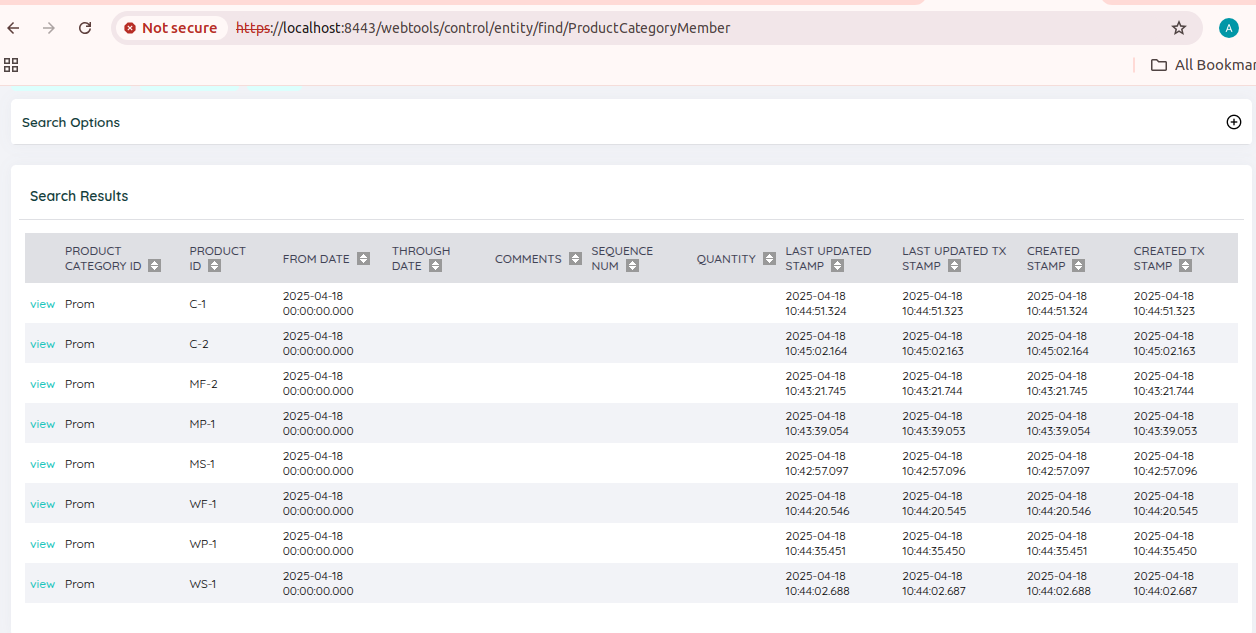 Not secure https://localhost:8443/webtools/control/entity/find/ProductCategoryMember A
All Bookmar
Search Options
Search Results
PRODUCT CATEGORY ID PRODUCT ID FROM DATE THROUGH DATE COMMENTS SEQUENCE NUM QUANTITY LAST UPDATED STAMP LAST UPDATED TX STAMP CREATED STAMP CREATED TX STAMP
view Prom C-1 2025-04-18 00:00:00.000 2025-04-18 10:44:51.324 2025-04-18 10:44:51.323 2025-04-18 10:44:51.324 2025-04-18 10:44:51.323
view Prom C-2 2025-04-18 00:00:00.000 2025-04-18 10:45:02.164 2025-04-18 10:45:02.163 2025-04-18 10:45:02.164 2025-04-18 10:45:02.163
view Prom MF-2 2025-04-18 00:00:00.000 2025-04-18 10:43:21.745 2025-04-18 10:43:21.744 2025-04-18 10:43:21.745 2025-04-18 10:43:21.744
view Prom MP-1 2025-04-18 00:00:00.000 2025-04-18 10:43:39.054 2025-04-18 10:43:39.053 2025-04-18 10:43:39.054 2025-04-18 10:43:39.053
view Prom MS-1 2025-04-18 00:00:00.000 2025-04-18 10:42:57.097 2025-04-18 10:42:57.096 2025-04-18 10:42:57.097 2025-04-18 10:42:57.096
view Prom WF-1 2025-04-18 00:00:00.000 2025-04-18 10:44:20.546 2025-04-18 10:44:20.545 2025-04-18 10:44:20.546 2025-04-18 10:44:20.545
view Prom WP-1 2025-04-18 00:00:00.000 2025-04-18 10:44:35.451 2025-04-18 10:44:35.450 2025-04-18 10:44:35.451 2025-04-18 10:44:35.450
view Prom WS-1 2025-04-18 00:00:00.000 2025-04-18 10:44:02.688 2025-04-18 10:44:02.687 2025-04-18 10:44:02.688 2025-04-18 10:44:02.687